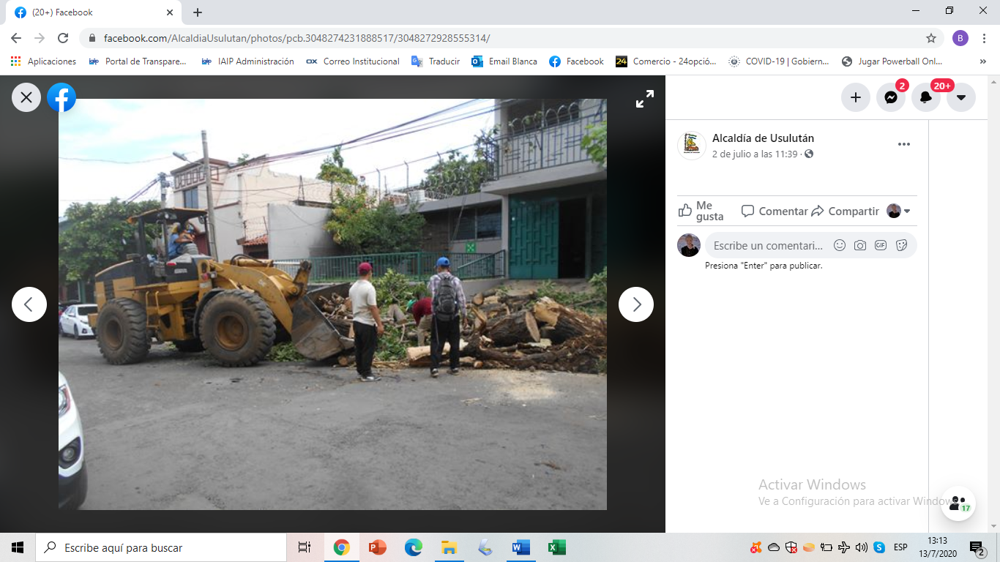 (20+) Facebook
facebook.com/AlcaldiaUsulutan/photos/pcb.3048274231888517/3048272928555314/
B
Aplicaciones
Portal de Transpare...
IAIP Administración
Correo Institucional
Traducir
Email Blanca
Facebook
24 Comercio - 24opció...
COVID-19 | Gobiern...
Jugar Powerball Onl...
»
2
20+
Alcaldía de Usulután
2 de julio a las 11:39 ·
Me gusta
Comentar
Compartir
Escribe un comentari...
GIF
Presiona "Enter" para publicar.
Activar Windows
Ve a Configuración para activar Windows.
17
Escribe aquí para buscar
ESP
13:13
13/7/2020
2